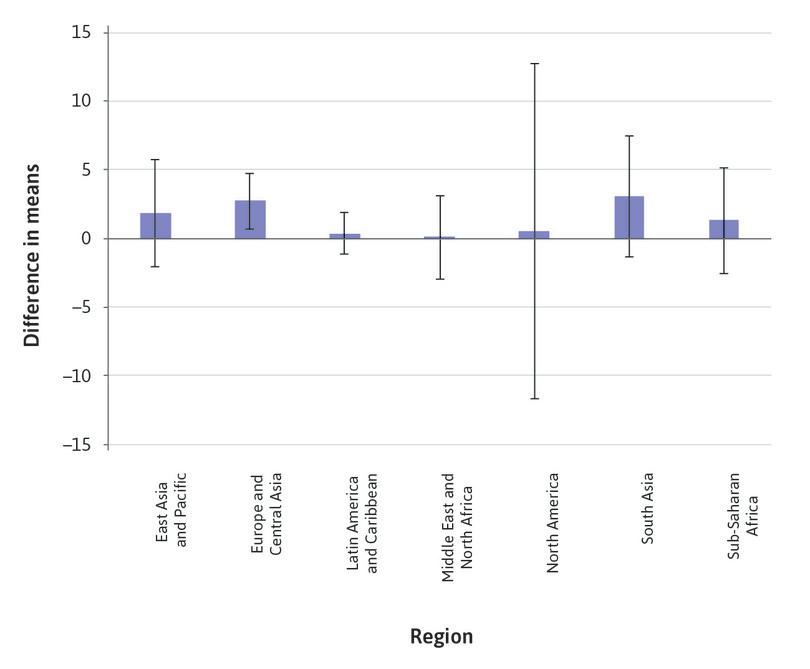 15
10
5
0
−5
−10
−15
Difference in means
East Asia
and Pacific
Europe and
Central Asia
Latin America
and Caribbean
Middle East and
North Africa
North America
South Asia
Sub-Saharan
Africa
Region